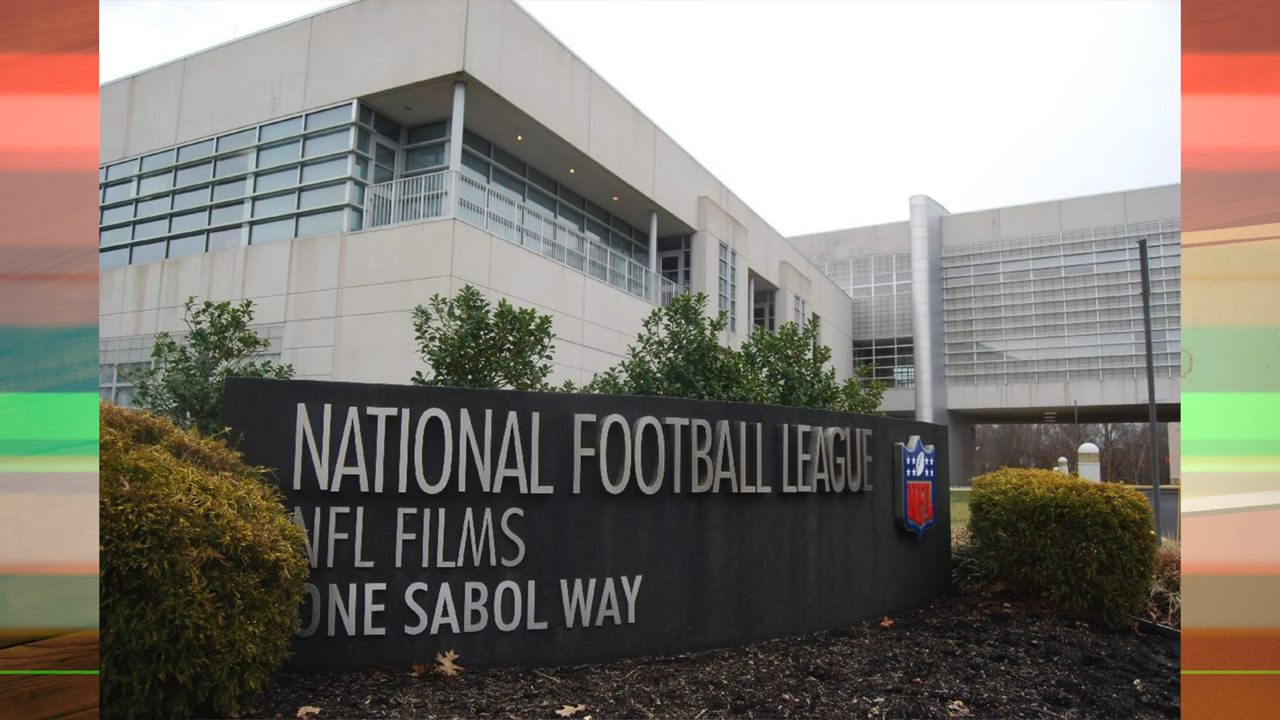 NATIONAL FOOTBALL LEAGUE
NFL
NFL FILMS
ONE SABOL WAY